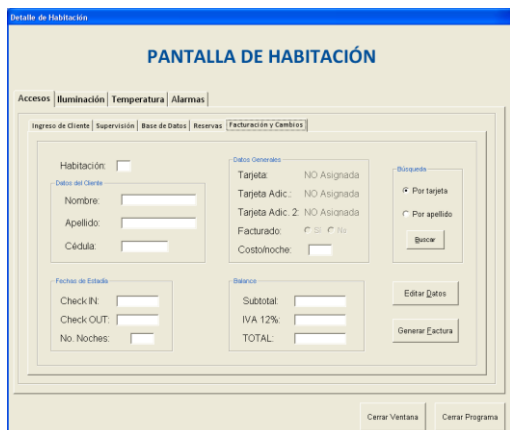 Detalle de Habitación
PANTALLA DE HABITACIÓN
Accesos Iluminación Temperatura Alarmas
Ingreso de Cliente Supervisión Base de Datos Reservas Facturación y Cambios
Habitación:
Datos del Cliente
Nombre:
Apellido:
Cédula:
Datos Generales
Tarjeta: NO Asignada
Tarjeta Adic.: NO Asignada
Tarjeta Adic. 2: NO Asignada
Facturado: Si No
Costo/noche:
Búsqueda
Por tarjeta
Por apellido
Buscar
Fechas de Estadía
Check IN:
Check OUT:
No. Noches:
Balance
Subtotal:
IVA 12%:
TOTAL:
Editar Datos
Generar Factura
Cerrar Ventana Cerrar Programa